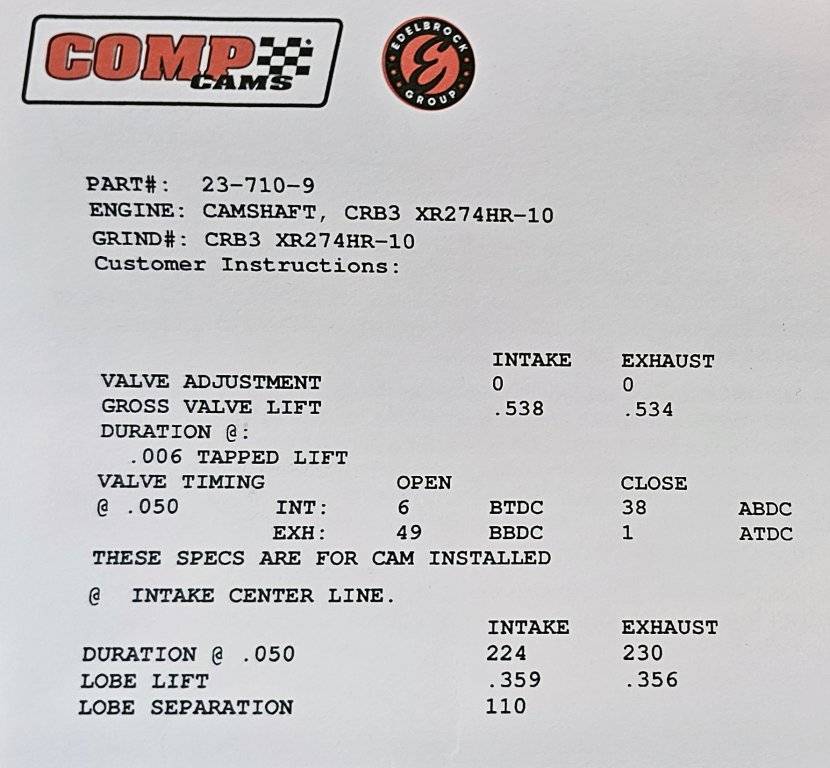 COMP
CAMS
EDELBROCK
GROUP
PART#: 23-710-9
ENGINE: CAMSHAFT, CRB3 XR274HR-10
GRIND#: CRB3 XR274HR-10
Customer Instructions:
INTAKE EXHAUST
VALVE ADJUSTMENT 0 0
GROSS VALVE LIFT .538 .534
DURATION @:
.006 TAPPED LIFT
VALVE TIMING OPEN CLOSE
@ .050 INT: 6 BTDC 38 ABDC
EXH: 49 BBDC 1 ATDC
THESE SPECS ARE FOR CAM INSTALLED
@ INTAKE CENTER LINE.
INTAKE EXHAUST
DURATION @ .050 224 230
LOBE LIFT .359 .356
LOBE SEPARATION 110